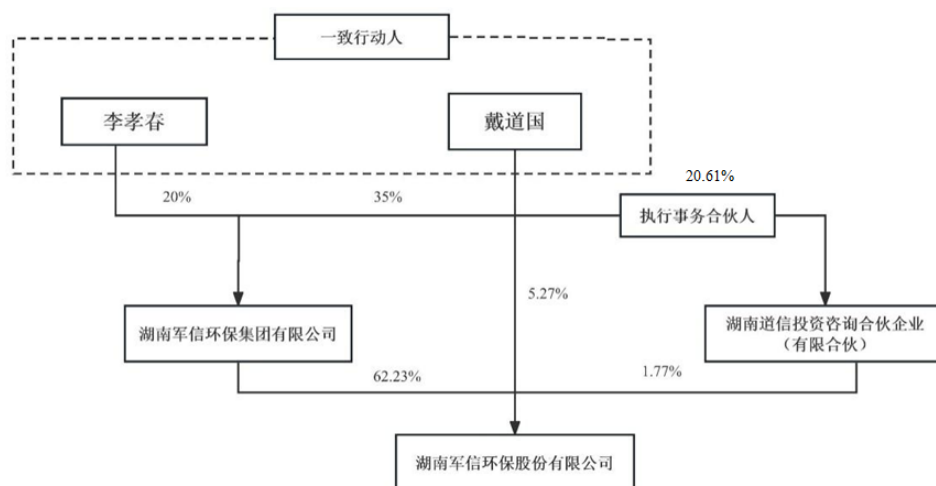 一致行动人
李孝春
戴道国
20%
35%
20.61%
执行事务合伙人
5.27%
湖南军信环保集团有限公司
湖南道信投资咨询合伙企业
（有限合伙）
62.23%
1.77%
湖南军信环保股份有限公司